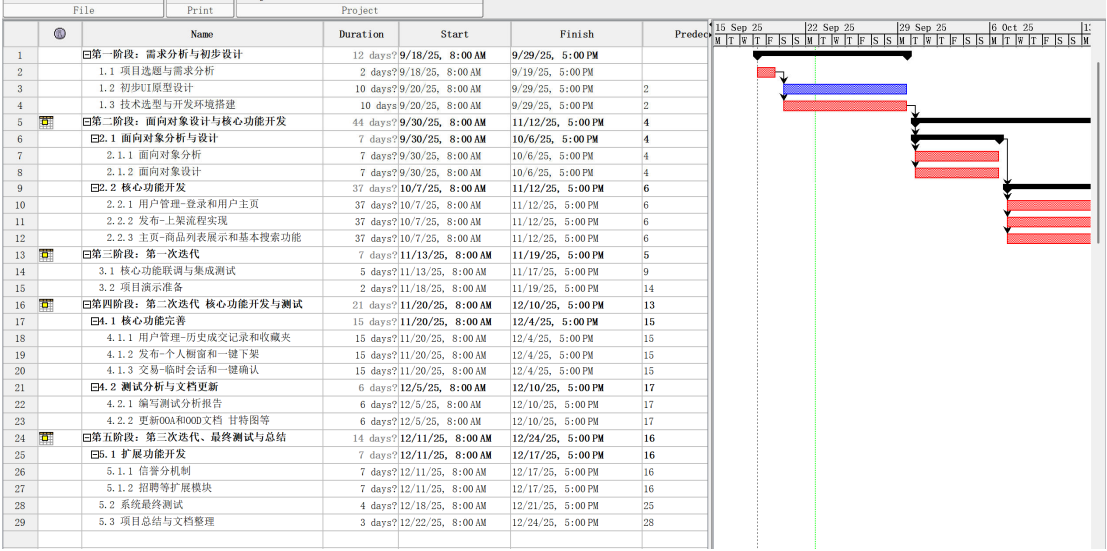 File Print Project
Name Duration Start Finish Predec
15 Sep 25 22 Sep 25 29 Sep 25 6 Oct 25 1
M T W T F S S M T W T F S S M T W T F S S M T W T F S S M
1 第一阶段: 需求分析与初步设计 12 days? 9/18/25, 8:00 AM 9/29/25, 5:00 PM
2 1.1 项目选题与需求分析 2 days? 9/18/25, 8:00 AM 9/19/25, 5:00 PM
3 1.2 初步UI原型设计 10 days? 9/20/25, 8:00 AM 9/29/25, 5:00 PM 2
4 1.3 技术选型与开发环境搭建 10 days 9/20/25, 8:00 AM 9/29/25, 5:00 PM 2
5 第二阶段: 面向对象设计与核心功能开发 44 days? 9/30/25, 8:00 AM 11/12/25, 5:00 PM 4
6 2.1 面向对象分析与设计 7 days? 9/30/25, 8:00 AM 10/6/25, 5:00 PM 4
7 2.1.1 面向对象分析 7 days? 9/30/25, 8:00 AM 10/6/25, 5:00 PM 4
8 2.1.2 面向对象设计 7 days? 9/30/25, 8:00 AM 10/6/25, 5:00 PM 4
9 2.2 核心功能开发 37 days? 10/7/25, 8:00 AM 11/12/25, 5:00 PM 6
10 2.2.1 用户管理-登录和用户主页 37 days? 10/7/25, 8:00 AM 11/12/25, 5:00 PM 6
11 2.2.2 发布-上架流程实现 37 days? 10/7/25, 8:00 AM 11/12/25, 5:00 PM 6
12 2.2.3 主页-商品列表展示和基本搜索功能 37 days? 10/7/25, 8:00 AM 11/12/25, 5:00 PM 6
13 第三阶段: 第一次迭代 7 days? 11/13/25, 8:00 AM 11/19/25, 5:00 PM 5
14 3.1 核心功能联调与集成测试 5 days? 11/13/25, 8:00 AM 11/17/25, 5:00 PM 9
15 3.2 项目演示准备 2 days? 11/18/25, 8:00 AM 11/19/25, 5:00 PM 14
16 第四阶段: 第二次迭代 核心功能开发与测试 21 days? 11/20/25, 8:00 AM 12/10/25, 5:00 PM 13
17 4.1 核心功能完善 15 days? 11/20/25, 8:00 AM 12/4/25, 5:00 PM 15
18 4.1.1 用户管理-历史成交记录和收藏夹 15 days? 11/20/25, 8:00 AM 12/4/25, 5:00 PM 15
19 4.1.2 发布-个人橱窗和一键下架 15 days? 11/20/25, 8:00 AM 12/4/25, 5:00 PM 15
20 4.1.3 交易-临时会话和一键确认 15 days? 11/20/25, 8:00 AM 12/4/25, 5:00 PM 15
21 4.2 测试分析与文档更新 6 days? 12/5/25, 8:00 AM 12/10/25, 5:00 PM 17
22 4.2.1 编写测试分析报告 6 days? 12/5/25, 8:00 AM 12/10/25, 5:00 PM 17
23 4.2.2 更新OOA和OOD文档 甘特图等 6 days? 12/5/25, 8:00 AM 12/10/25, 5:00 PM 17
24 第五阶段: 第三次迭代、最终测试与总结 14 days? 12/11/25, 8:00 AM 12/24/25, 5:00 PM 16
25 5.1 扩展功能开发 7 days? 12/11/25, 8:00 AM 12/17/25, 5:00 PM 16
26 5.1.1 信誉分机制 7 days? 12/11/25, 8:00 AM 12/17/25, 5:00 PM 16
27 5.1.2 招聘等扩展模块 7 days? 12/11/25, 8:00 AM 12/17/25, 5:00 PM 16
28 5.2 系统最终测试 4 days? 12/18/25, 8:00 AM 12/21/25, 5:00 PM 25
29 5.3 项目总结与文档整理 3 days? 12/22/25, 8:00 AM 12/24/25, 5:00 PM 28